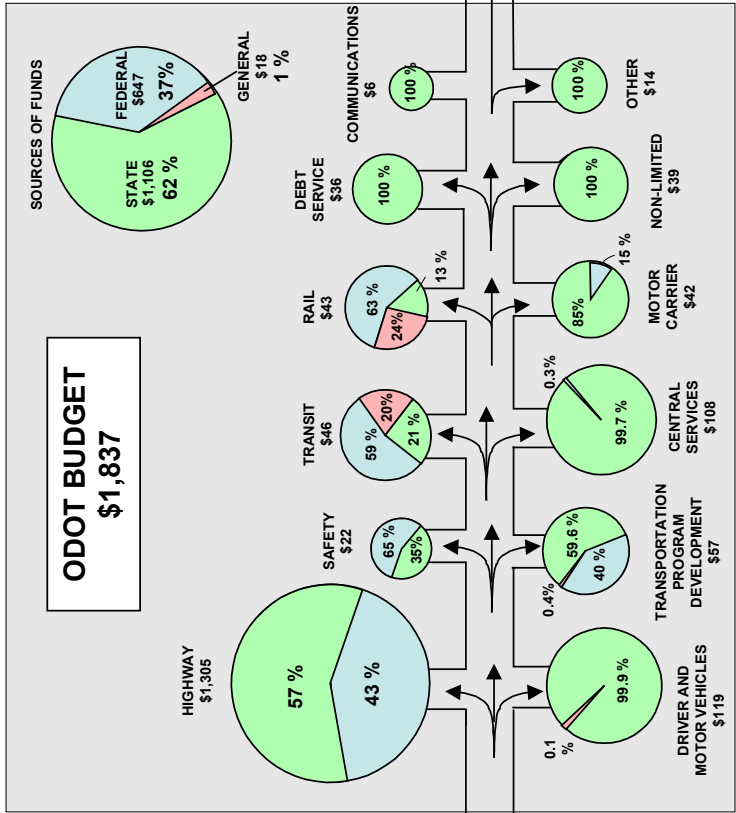 ODOT BUDGET
$1,837
SOURCES OF FUNDS
STATE
$1,106
62 %
FEDERAL
$647
37%
GENERAL
$18
1 %
HIGHWAY
$1,305
57 %
43 %
SAFETY
$22
65 %
35%
TRANSIT
$46
59 %
20%
21 %
RAIL
$43
63 %
24%
13 %
DEBT
SERVICE
$36
100 %
COMMUNICATIONS
$6
100 %
0.1
%
99.9 %
DRIVER AND
MOTOR VEHICLES
$119
0.4%
59.6 %
40 %
TRANSPORTATION
PROGRAM
DEVELOPMENT
$57
0.3%
99.7 %
CENTRAL
SERVICES
$108
85%
15 %
MOTOR
CARRIER
$42
100 %
NON-LIMITED
$39
100 %
OTHER
$14